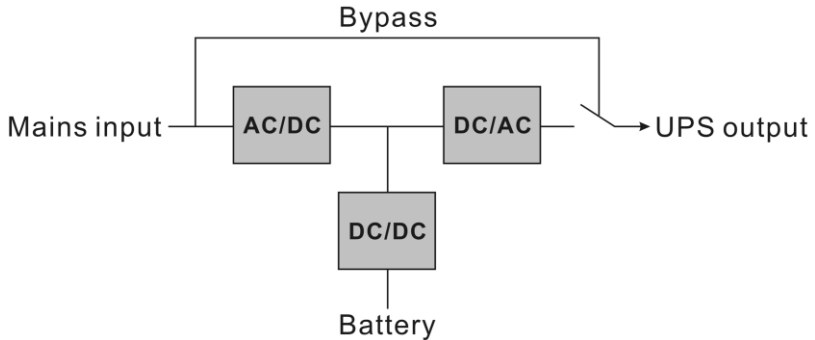 Bypass
Mains input
AC/DC
DC/AC
UPS output
DC/DC
Battery